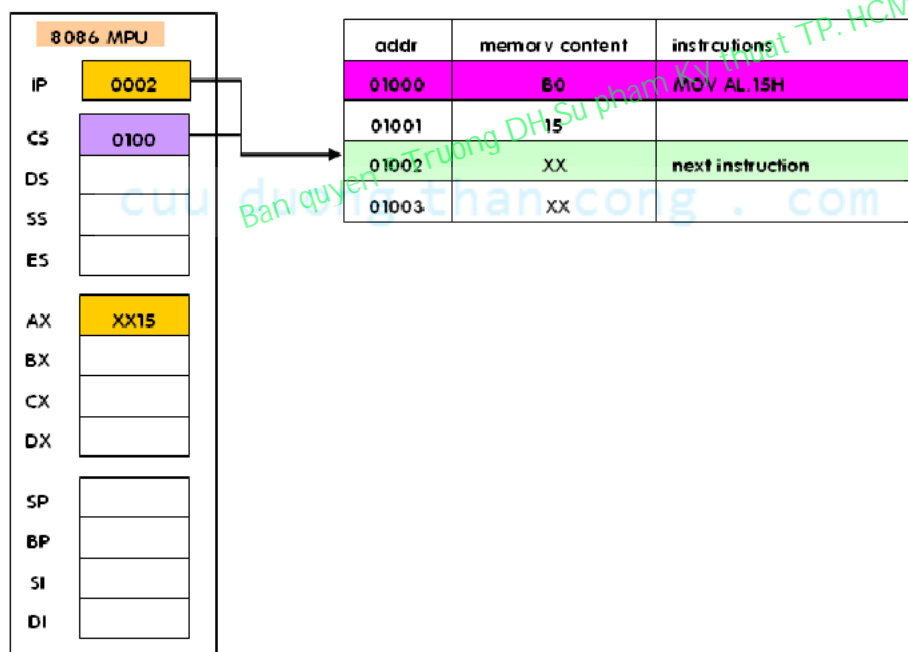 8086 MPU
IP 0002
CS 0100
DS
SS
ES
AX XX15
BX
CX
DX
SP
BP
SI
DI
addr memory content instrcutions
01000 B0 MOV AL.15H
01001 15
01002 XX next instruction
01003 XX
Ban quyen © Truong DH Su pham Ky thuat TP. HCM
cuu duong than cong . com